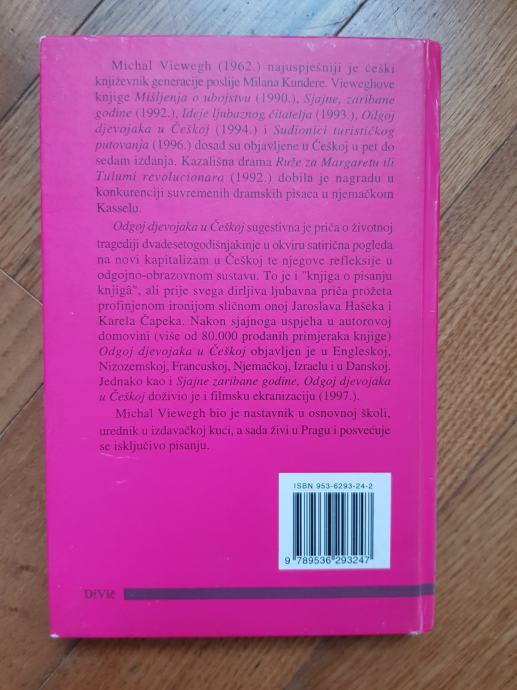 Michal Viewegh (1962.) najuspješniji je češki
književnik generacije poslije Milana Kundere. Vieweghove
knjige Mišljenja o ubojstvu (1990.), Sjajne, zaribane
godine (1992.), Ideje ljubaznog čitatelja (1993.), Odgoj
djevojaka u Češkoj (1994.) i Sudionici turističkog
putovanja (1996.) dosad su objavljene u Češkoj u pet do
sedam izdanja. Kazališna drama Ruže za Margaretu ili
Tulumi revolucionara (1992.) dobila je nagradu u
konkurenciji suvremenih dramskih pisaca u njemačkom
Kasselu.
Odgoj djevojaka u Češkoj sugestivna je priča o životnoj
tragediji dvadesetogodišnjakinje u okviru satirična pogleda
na novi kapitalizam u Češkoj te njegove refleksije u
odgojno-obrazovnom sustavu. To je i "knjiga o pisanju
knjigâ", ali prije svega dirljiva ljubavna priča prožeta
profinjenom ironijom sličnom onoj Jaroslava Hašeka i
Karela Čapeka. Nakon sjajnoga uspjeha u autorovoj
domovini (više od 80.000 prodanih primjeraka knjige)
Odgoj djevojaka u Češkoj objavljen je u Engleskoj,
Nizozemskoj, Francuskoj, Njemačkoj, Izraelu i u Danskoj.
Jednako kao i Sjajne zaribane godine, Odgoj djevojaka
u Češkoj doživio je i filmsku ekranizaciju (1997.).
Michal Viewegh bio je nastavnik u osnovnoj školi,
urednik u izdavačkoj kući, a sada živi u Pragu i posvećuje
se isključivo pisanju.
ISBN 953-6293-24-2
9 789536 293247
DiVič